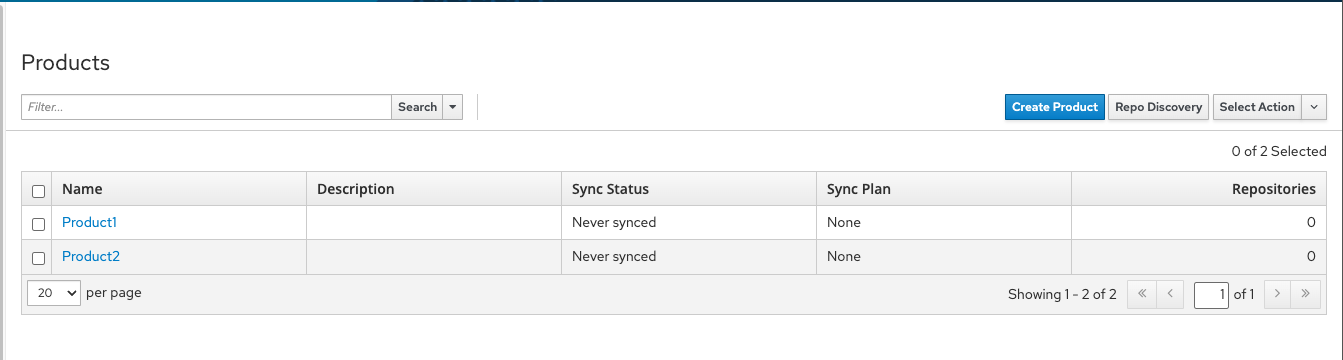 Products
Filter... Search Create Product Repo Discovery Select Action
0 of 2 Selected
Name Description Sync Status Sync Plan Repositories
Product1 Never synced None 0
Product2 Never synced None 0
20 per page Showing 1 - 2 of 2 « ‹ 1 of 1 › »